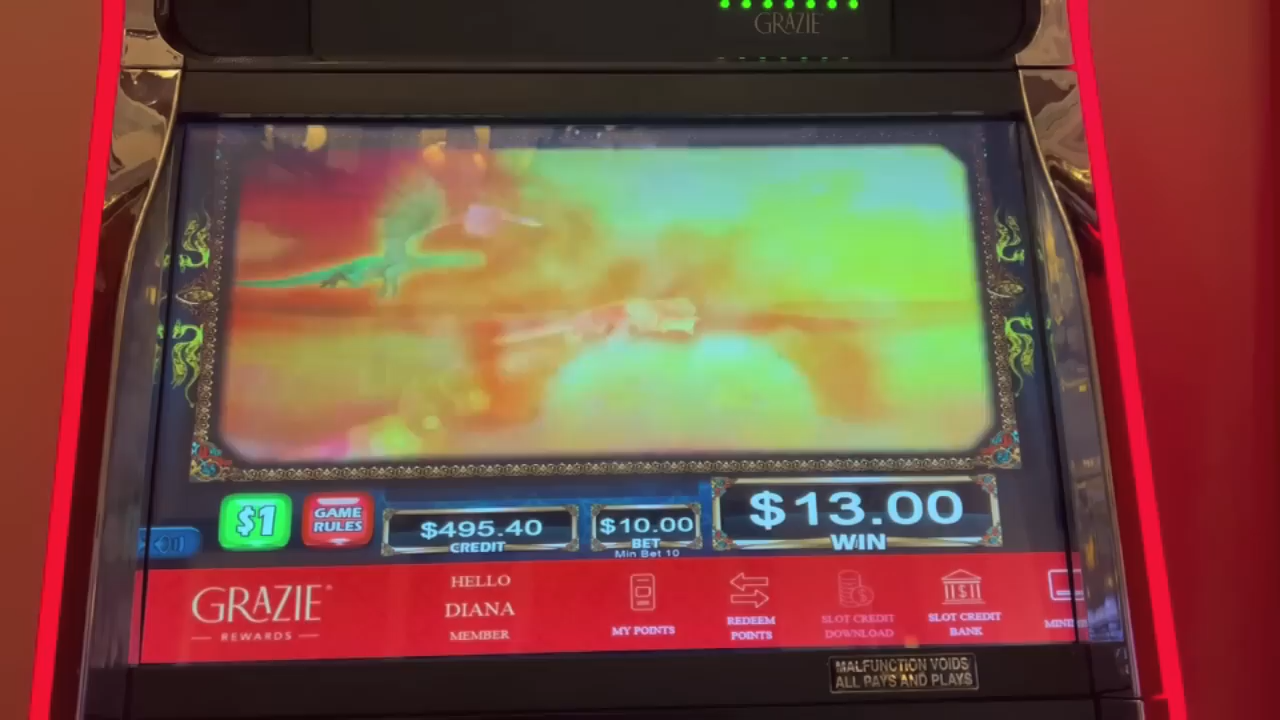 GRAZIE
$1
GAME
RULES
$495.40
CREDIT
$10.00
BET
Min Bet 10
$13.00
WIN
GRAZIE
REWARDS
HELLO
DIANA
MEMBER
MY POINTS
REDEEM
POINTS
SLOT CREDIT
DOWNLOAD
SLOT CREDIT
BANK
MALFUNCTION VOIDS
ALL PAYS AND PLAYS